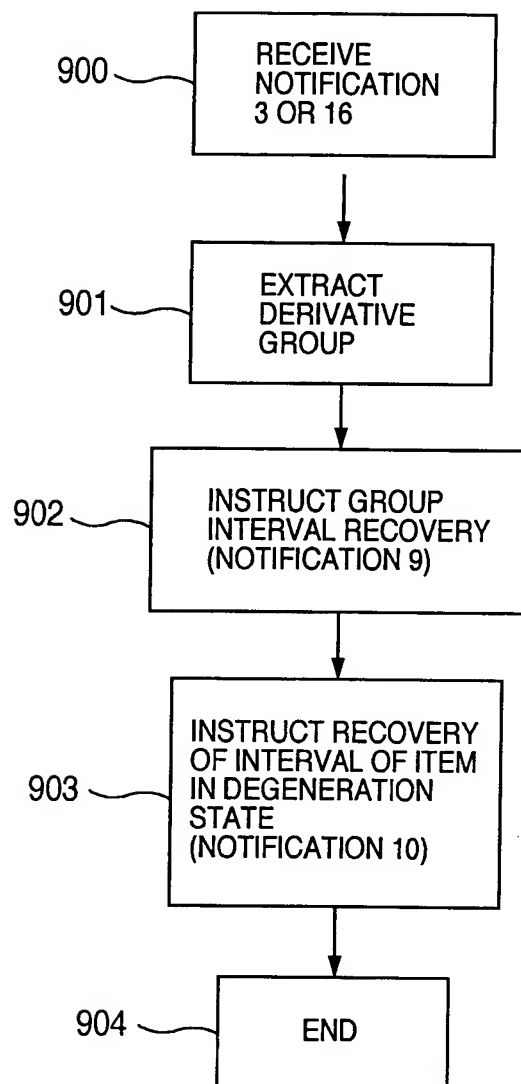 900
RECEIVE
NOTIFICATION
3 OR 16
901
EXTRACT
DERIVATIVE
GROUP
902
INSTRUCT GROUP
INTERVAL RECOVERY
(NOTIFICATION 9)
903
INSTRUCT RECOVERY
OF INTERVAL OF ITEM
IN DEGENERATION
STATE
(NOTIFICATION 10)
904
END